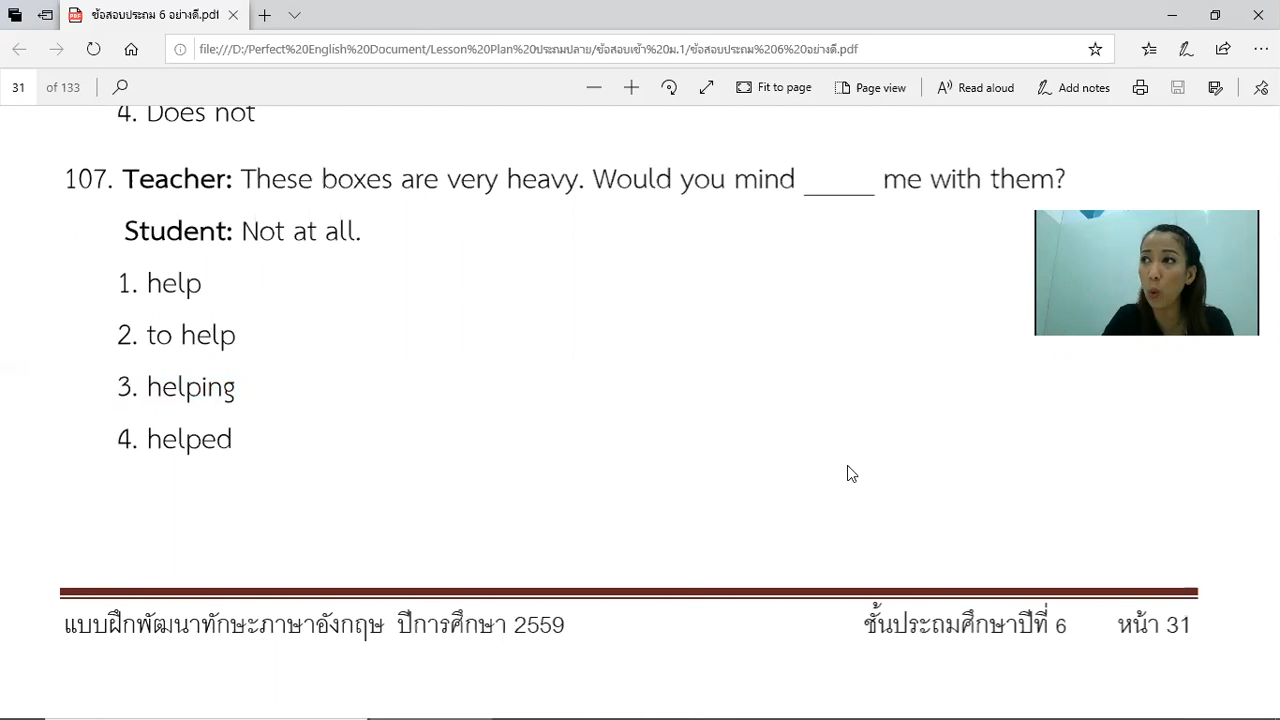 ข้อสอบประถม 6 อย่างดี.pdf
file:///D:/Perfect%20English%20Document/Lesson%20Plan%20ประถมปลาย/ข้อสอบเข้า%20ม.1/ข้อสอบประถม%206%20อย่างดี.pdf
31 of 133 Fit to page Page view Read aloud Add notes
4. Does not
107. Teacher: These boxes are very heavy. Would you mind _____ me with them?
Student: Not at all.
1. help
2. to help
3. helping
4. helped
แบบฝึกพัฒนาทักษะภาษาอังกฤษ ปีการศึกษา 2559 ชั้นประถมศึกษาปีที่ 6 หน้า 31